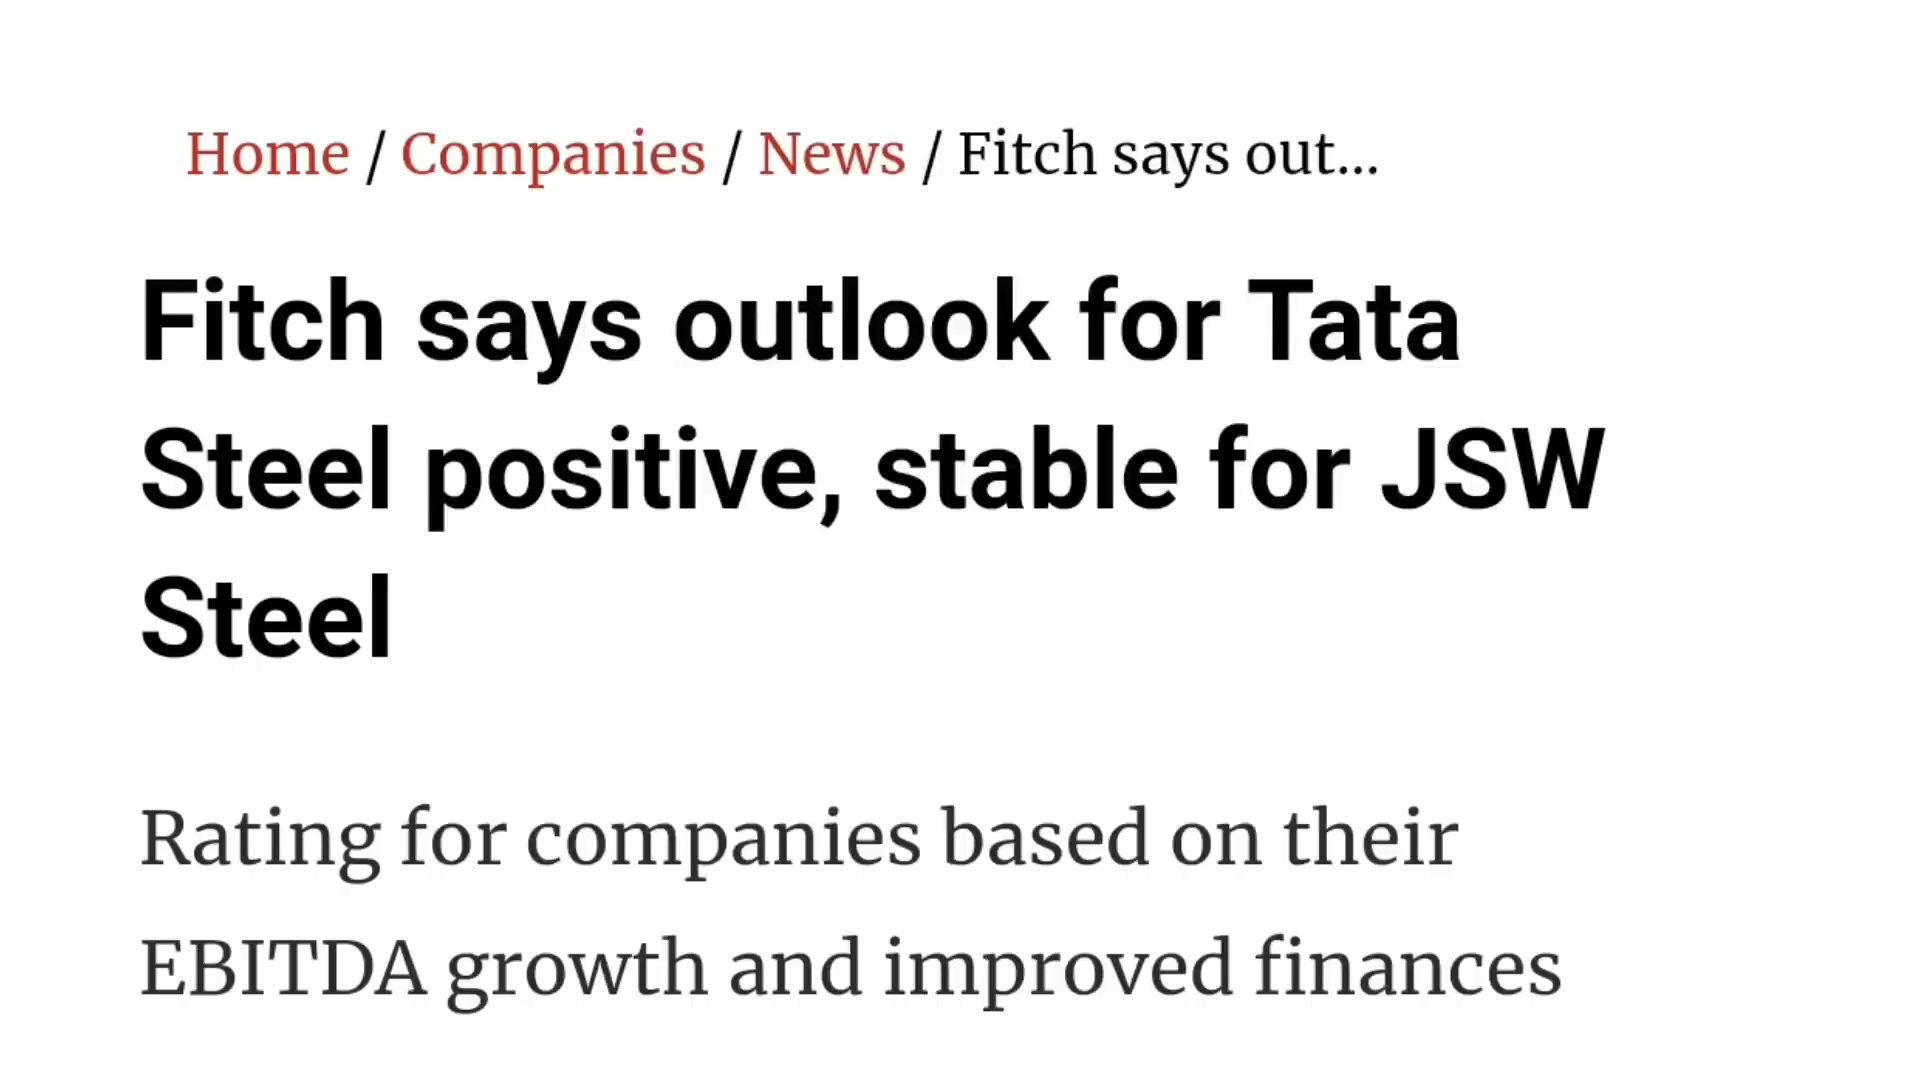 Home / Companies / News / Fitch says out...
Fitch says outlook for Tata
Steel positive, stable for JSW
Steel
Rating for companies based on their
EBITDA growth and improved finances